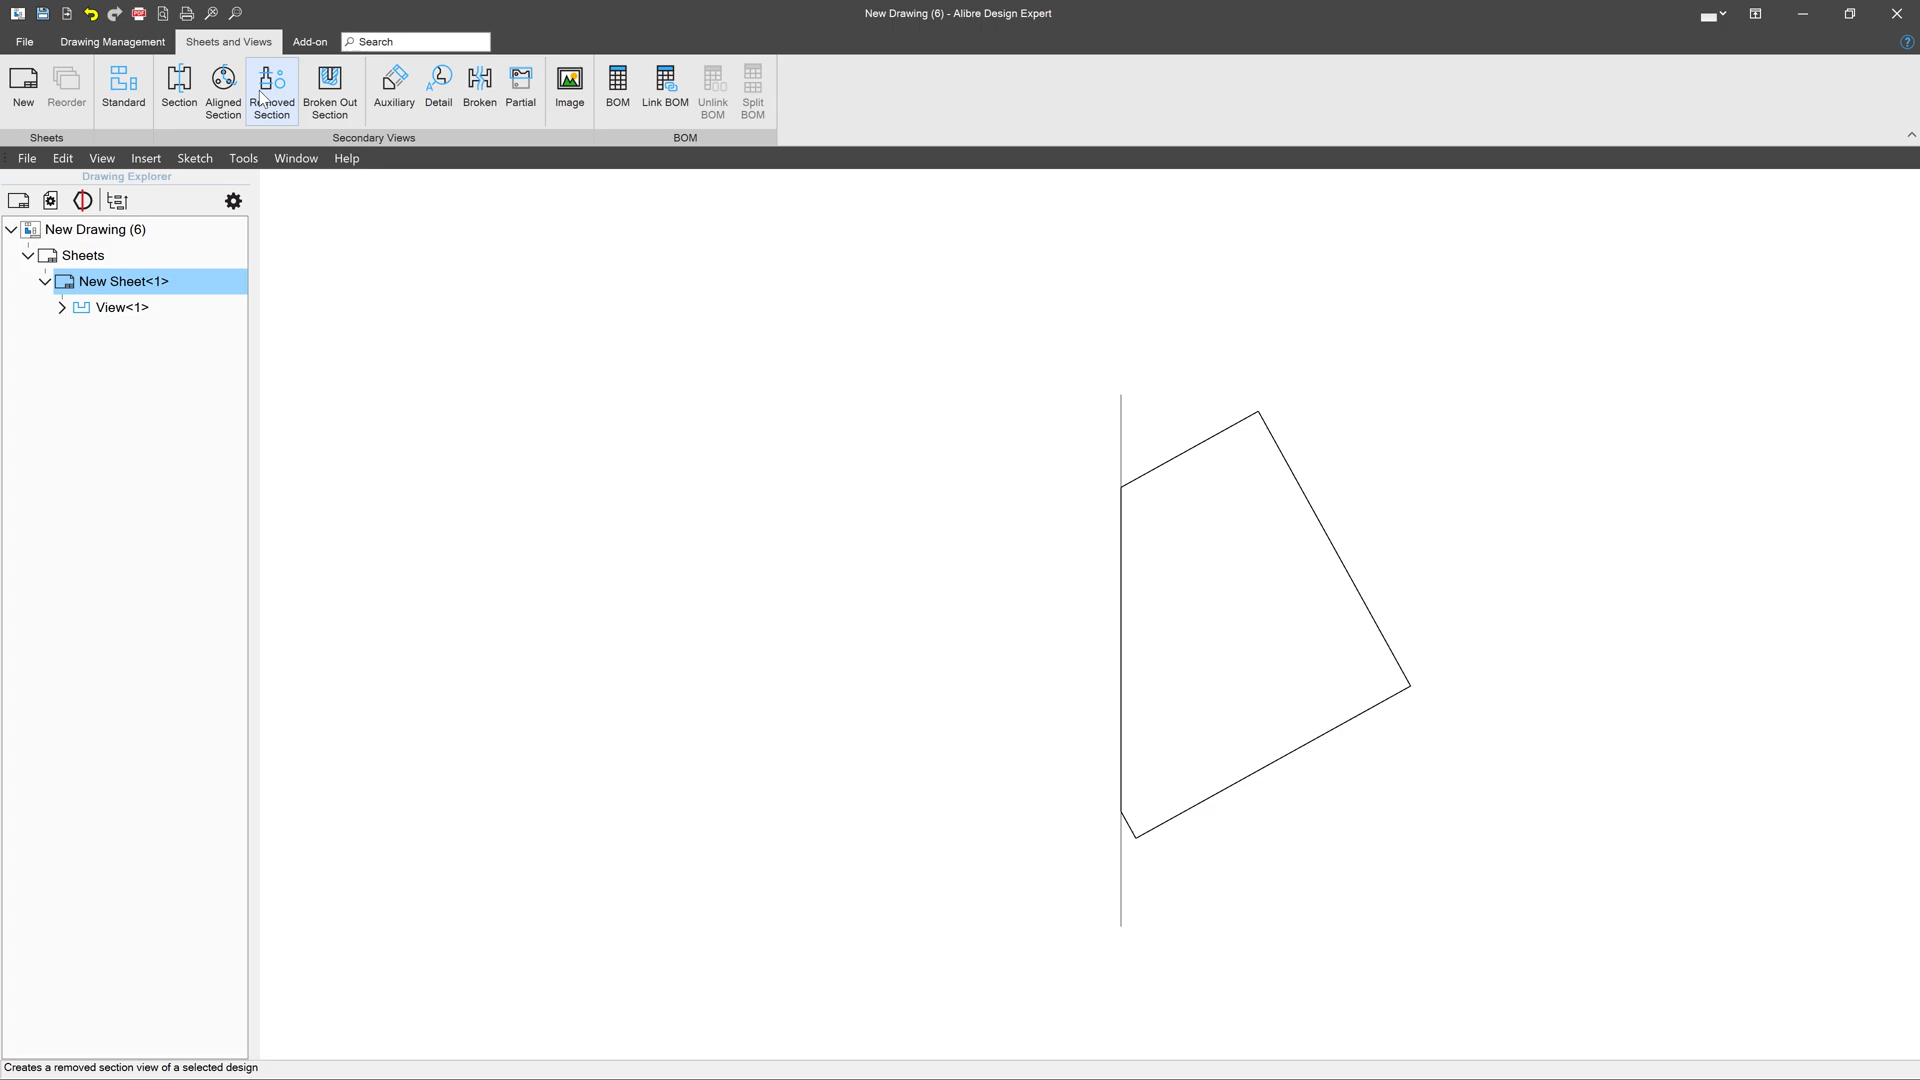 New Drawing (6) - Alibre Design Expert
File Drawing Management Sheets and Views Add-on Search
New Reorder Standard Section Aligned Section Removed Section Broken Out Section Auxiliary Detail Broken Partial Image BOM Link BOM Unlink BOM Split BOM
Sheets Secondary Views BOM
File Edit View Insert Sketch Tools Window Help
Drawing Explorer
New Drawing (6)
Sheets
New Sheet<1>
View<1>
Creates a removed section view of a selected design